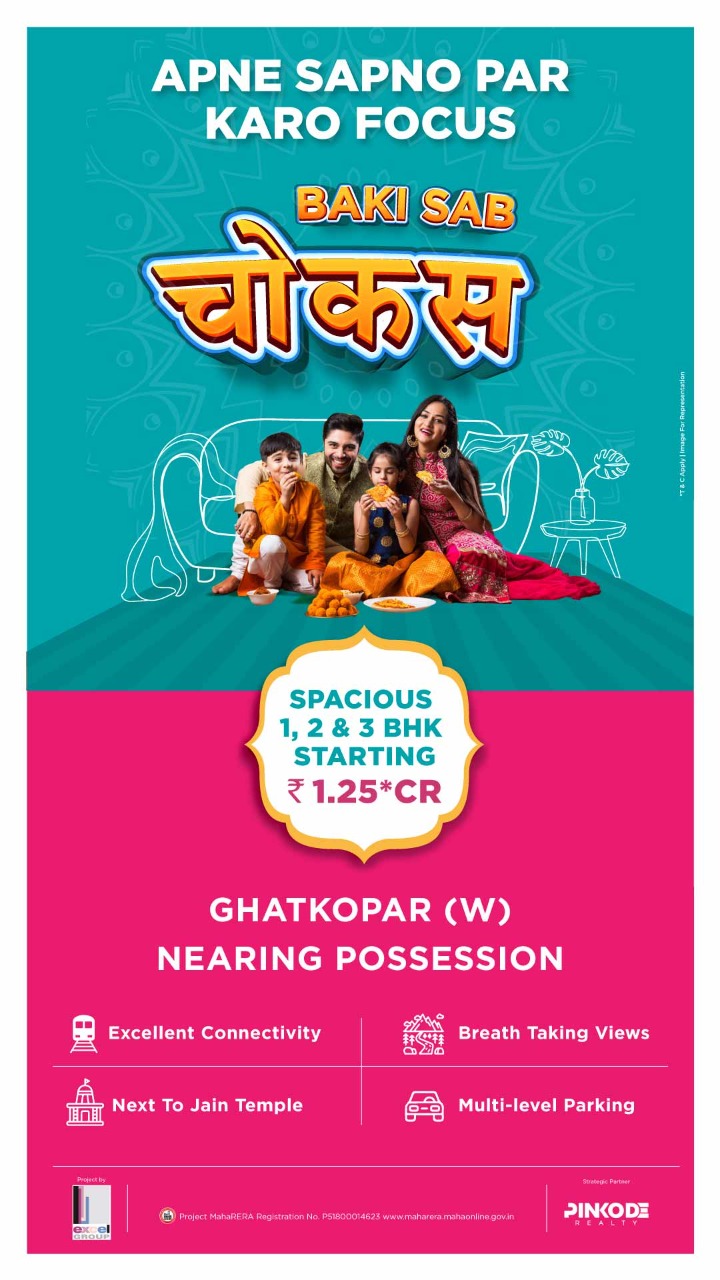 APNE SAPNO PAR
KARO FOCUS
BAKI SAB
चोकस
*T & C Apply | Image For Representation
SPACIOUS
1, 2 & 3 BHK
STARTING
₹ 1.25*CR
GHATKOPAR (W)
NEARING POSSESSION
Excellent Connectivity
Breath Taking Views
Next To Jain Temple
Multi-level Parking
Project by
excel
GROUP
Project MahaRERA Registration No. P51800014623 www.maharera.mahaonline.gov.in
Strategic Partner
PINKODE
REALTY